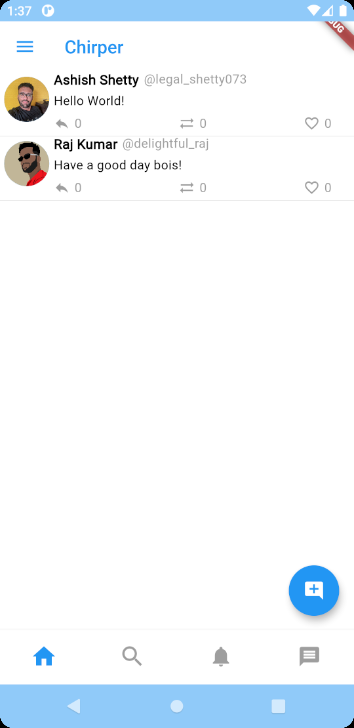 1:37
UG
Chirper
Ashish Shetty @legal_shetty073
Hello World!
0 0 0
Raj Kumar @delightful_raj
Have a good day bois!
0 0 0